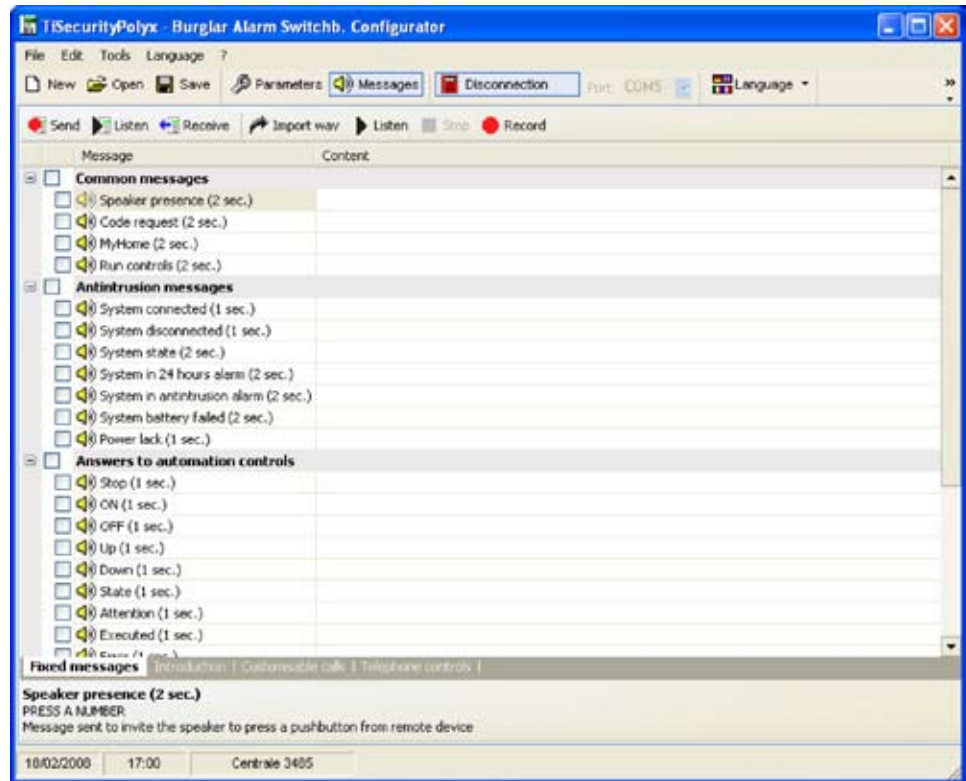 TiSecurityPolyx - Burglar Alarm Switchb. Configurator
File Edit Tools Language ?
New Open Save Parameters Messages Disconnection Port: COM5 Language
Send Listen Receive Import wav Listen Stop Record
Message Content
Common messages
Speaker presence (2 sec.)
Code request (2 sec.)
MyHome (2 sec.)
Run controls (2 sec.)
Antintrusion messages
System connected (1 sec.)
System disconnected (1 sec.)
System state (2 sec.)
System in 24 hours alarm (2 sec.)
System in antintrusion alarm (2 sec.)
System battery failed (2 sec.)
Power lack (1 sec.)
Answers to automation controls
Stop (1 sec.)
ON (1 sec.)
OFF (1 sec.)
Up (1 sec.)
Down (1 sec.)
State (1 sec.)
Attention (1 sec.)
Executed (1 sec.)
Error (1 sec.)
Fixed messages Introduction | Customisable calls | Telephone controls |
Speaker presence (2 sec.)
PRESS A NUMBER
Message sent to invite the speaker to press a pushbutton from remote device
18/02/2008 17:00 Centrale 3485